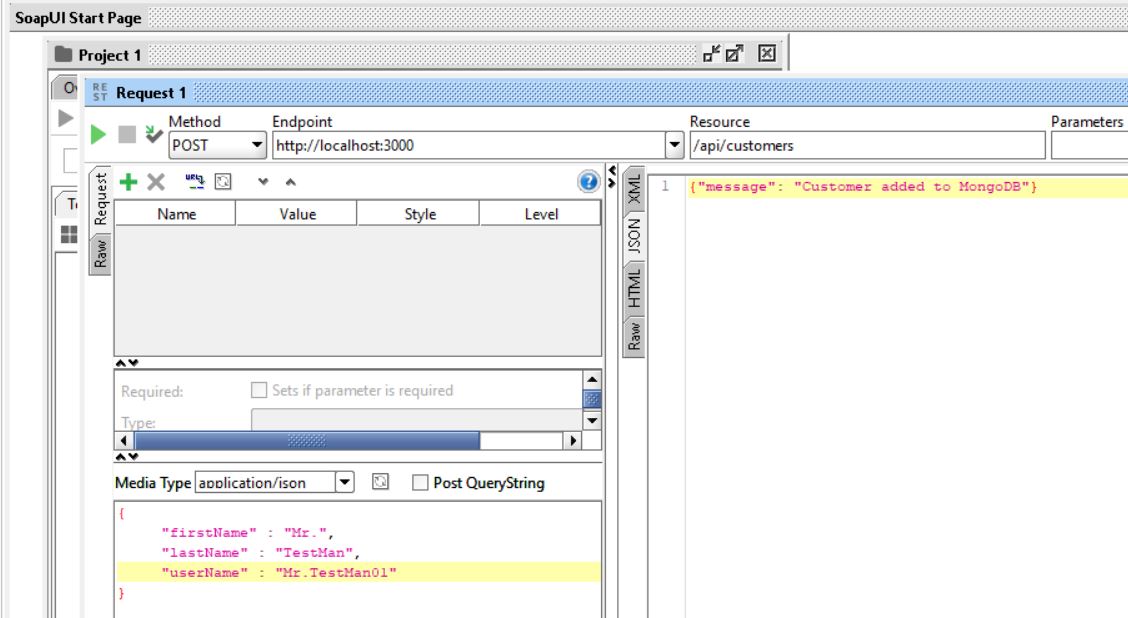 SoapUI Start Page
Project 1
REST Request 1
Method Endpoint Resource Parameters
POST http://localhost:3000 /api/customers
Request
Raw
Name Value Style Level
Required: Sets if parameter is required
Type:
Media Type application/json Post QueryString
{
"firstName" : "Mr.",
"lastName" : "TestMan",
"userName" : "Mr.TestMan01"
}
XML
JSON
HTML
Raw
1 {"message": "Customer added to MongoDB"}